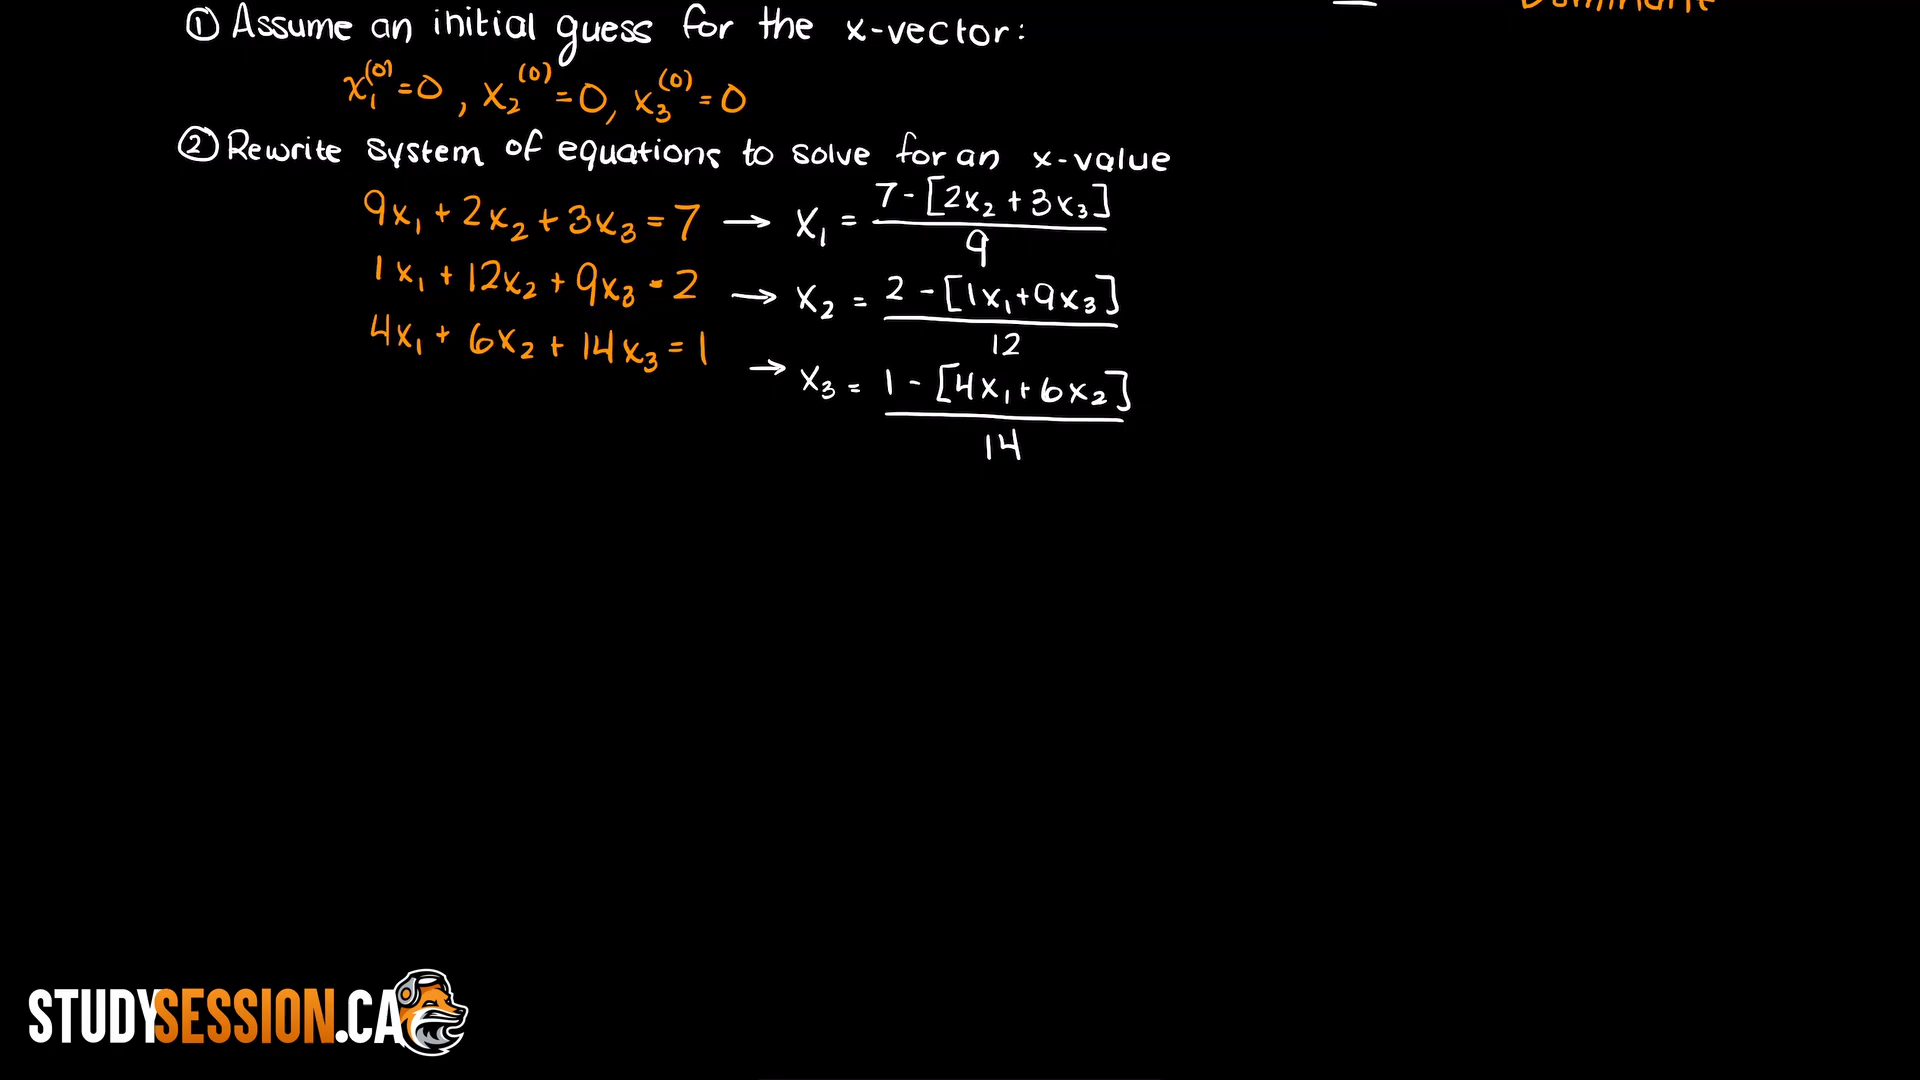 Dominant
① Assume an initial guess for the x-vector:
x₁⁽⁰⁾ = 0, x₂⁽⁰⁾ = 0, x₃⁽⁰⁾ = 0
② Rewrite system of equations to solve for an x-value
9x₁ + 2x₂ + 3x₃ = 7 → x₁ = 7 - [2x₂ + 3x₃] / 9
1x₁ + 12x₂ + 9x₃ = 2 → x₂ = 2 - [1x₁ + 9x₃] / 12
4x₁ + 6x₂ + 14x₃ = 1 → x₃ = 1 - [4x₁ + 6x₂] / 14
STUDYSESSION.CA